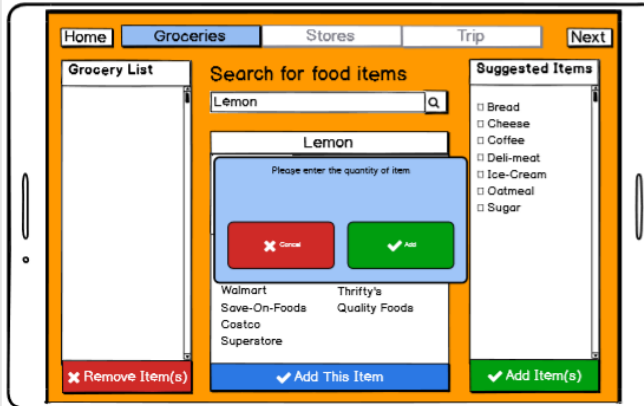 Home
Groceries
Stores
Trip
Next
Grocery List
Remove Item(s)
Search for food items
Lemon
Lemon
Please enter the quantity of item
Cancel
Add
Walmart
Thrifty's
Save-On-Foods
Quality Foods
Costco
Superstore
Add This Item
Suggested Items
Bread
Cheese
Coffee
Deli-meat
Ice-Cream
Oatmeal
Sugar
Add Item(s)